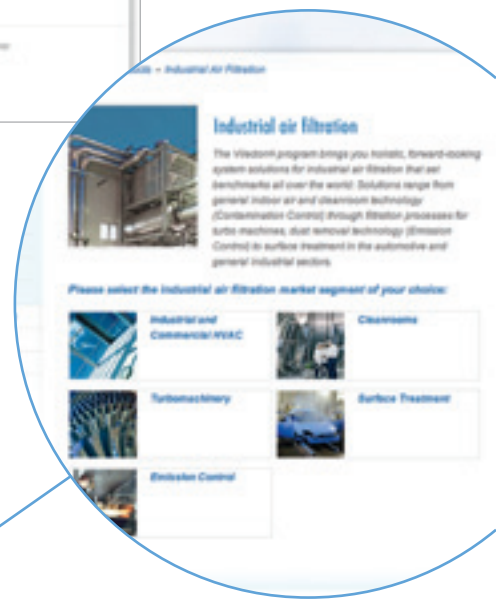 Industrial Air Filtration
Industrial air filtration
The Viledon® program brings you holistic, forward-looking
system solutions for industrial air filtration that set
benchmarks all over the world: Solutions range from
general indoor air and cleanroom technology
(Contamination Control) through filtration processes for
turbo machines, dust removal technology (Emission
Control) to surface treatment in the automotive and
general industrial sectors.
Please select the industrial air filtration market segment of your choice:
Industrial and
Commercial HVAC
Cleanrooms
Turbomachinery
Surface Treatment
Emission Control